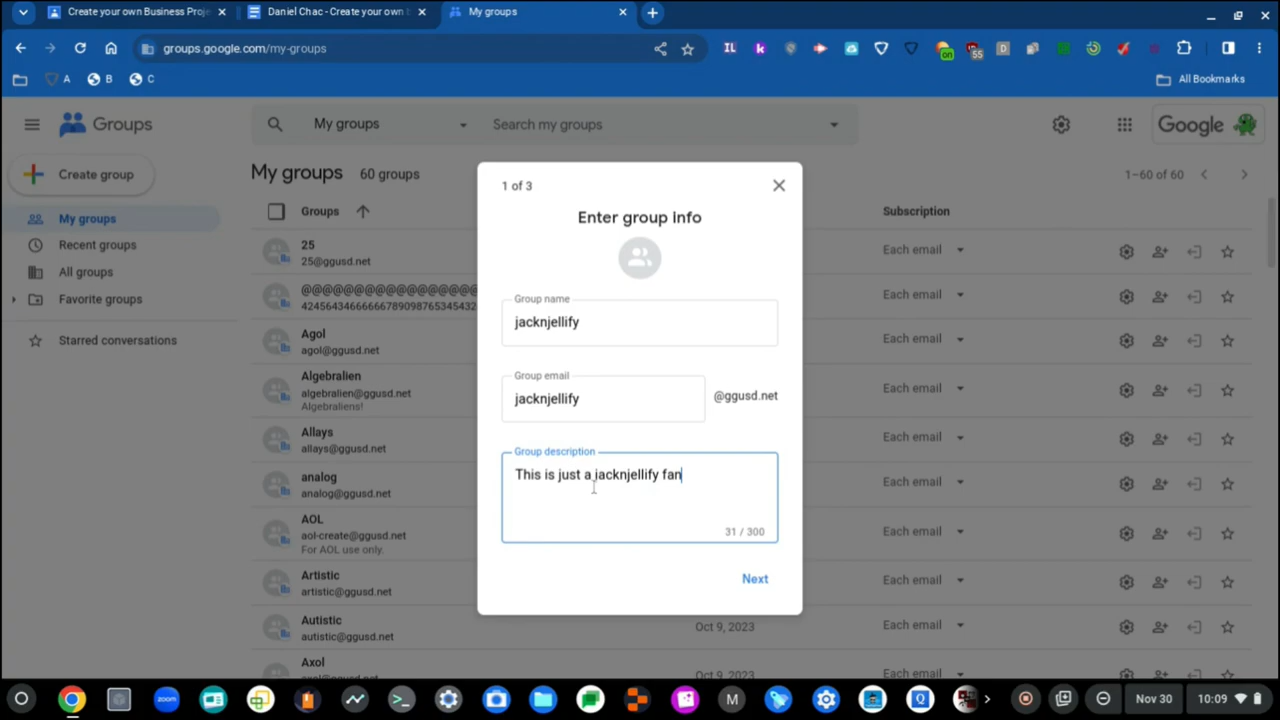 Create your own Business Proje
Daniel Chac - Create your own b
My groups
groups.google.com/my-groups
IL
k
on
55
D
A
B
C
All Bookmarks
Groups
My groups
Search my groups
Google
Create group
My groups
60 groups
1–60 of 60
My groups
Recent groups
All groups
Favorite groups
Starred conversations
Groups
Subscription
25
25@ggusd.net
Each email
@@@@@@@@@@@@@@@@@
Each email
Agol
agol@ggusd.net
Each email
Algebralien
algebralien@ggusd.net
Algebraliens!
Each email
Allays
allays@ggusd.net
Each email
analog
analog@ggusd.net
Each email
AOL
aol-create@ggusd.net
For AOL use only.
Each email
Artistic
artistic@ggusd.net
Each email
Autistic
autistic@ggusd.net
Oct 9, 2023
Each email
Axol
Each email
1 of 3
Enter group info
Group name
jacknjellify
Group email
jacknjellify
@ggusd.net
Group description
This is just a jacknjellify fan
31 / 300
Next
zoom
M
Q
Nov 30
10:09